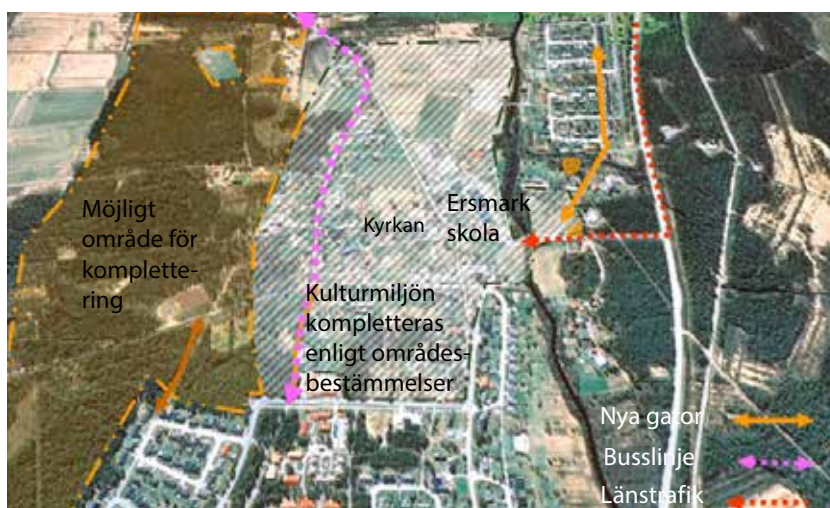 Möjligt
område för
komplette-
ring
Kyrkan
Ersmark
skola
Kulturmiljön
kompletteras
enligt områdes-
bestämmelser
Nya gator
Busslinje
Länstrafik